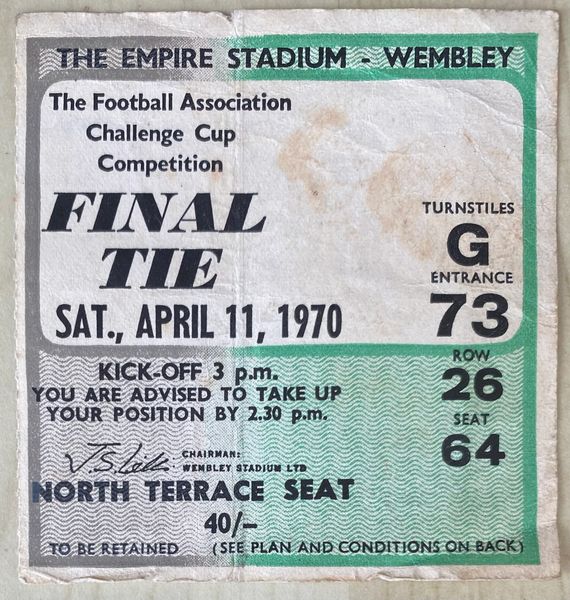 THE EMPIRE STADIUM - WEMBLEY
The Football Association
Challenge Cup
Competition
FINAL
TIE
SAT., APRIL 11, 1970
TURNSTILES
G
ENTRANCE
73
ROW
26
SEAT
64
KICK-OFF 3 p.m.
YOU ARE ADVISED TO TAKE UP
YOUR POSITION BY 2.30 p.m.
CHAIRMAN:
WEMBLEY STADIUM LTD
NORTH TERRACE SEAT
40/-
TO BE RETAINED (SEE PLAN AND CONDITIONS ON BACK)